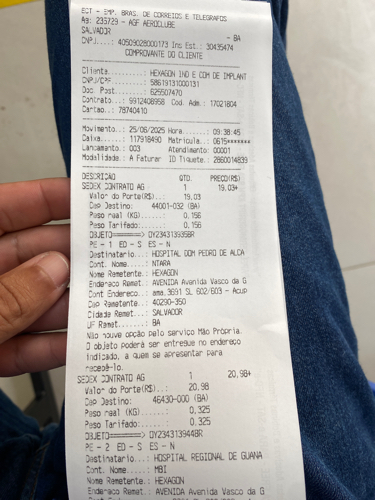 ECT - EMP. BRAS. DE CORREIOS E TELEGRAFOS
Ag: 235729 - AGF AEROCLUBE
SALVADOR - BA
CNPJ....: 40509028000173 Ins Est.: 30435474
COMPROVANTE DO CLIENTE
Cliente.........: HEXAGON IND E COM DE IMPLANT
CNPJ/CPF........: 58619131000131
Doc. Post.......: 625507470
Contrato...: 9912408958 Cod. Adm.: 17021804
Cartao..: 78740410
Movimento..: 25/06/2025 Hora.......: 09:38:45
Caixa......: 117918490 Matricula..: 0615*******
Lancamento.: 003 Atendimento: 00001
Modalidade.: A Faturar ID Tiquete.: 2860014839
DESCRIÇÃO QTD. PREÇO(R$)
SEDEX CONTRATO AG 1 19,03+
Valor do Porte(R$)..: 19,03
Cep Destino: 44001-032 (BA)
Peso real (KG)......: 0,156
Peso Tarifado:......: 0,156
OBJETO========> OY234313935BR
PE - 1 ED - S ES - N
Destinatario..: HOSPITAL DOM PEDRO DE ALCA
Cont. Nome....: NTARA
Nome Remetente.: HEXAGON
Endereco Remet.: AVENIDA Avenida Vasco da G
Cont Endereco..: ama,3691 SL 602/603 - Acup
Cep Remetente..: 40290-350
Cidade Remet...: SALVADOR
UF Remet.......: BA
Não houve opção pelo serviço Mão Própria.
O objeto poderá ser entregue no endereço
indicado, a quem se apresentar para
recebê-lo.
SEDEX CONTRATO AG 1 20,98+
Valor do Porte(R$)..: 20,98
Cep Destino: 46430-000 (BA)
Peso real (KG)......: 0,325
Peso Tarifado:......: 0,325
OBJETO========> OY234313944BR
PE - 2 ED - S ES - N
Destinatario..: HOSPITAL REGIONAL DE GUANA
Cont. Nome....: MBI
Nome Remetente.: HEXAGON
Endereco Remet.: AVENIDA Avenida Vasco da G